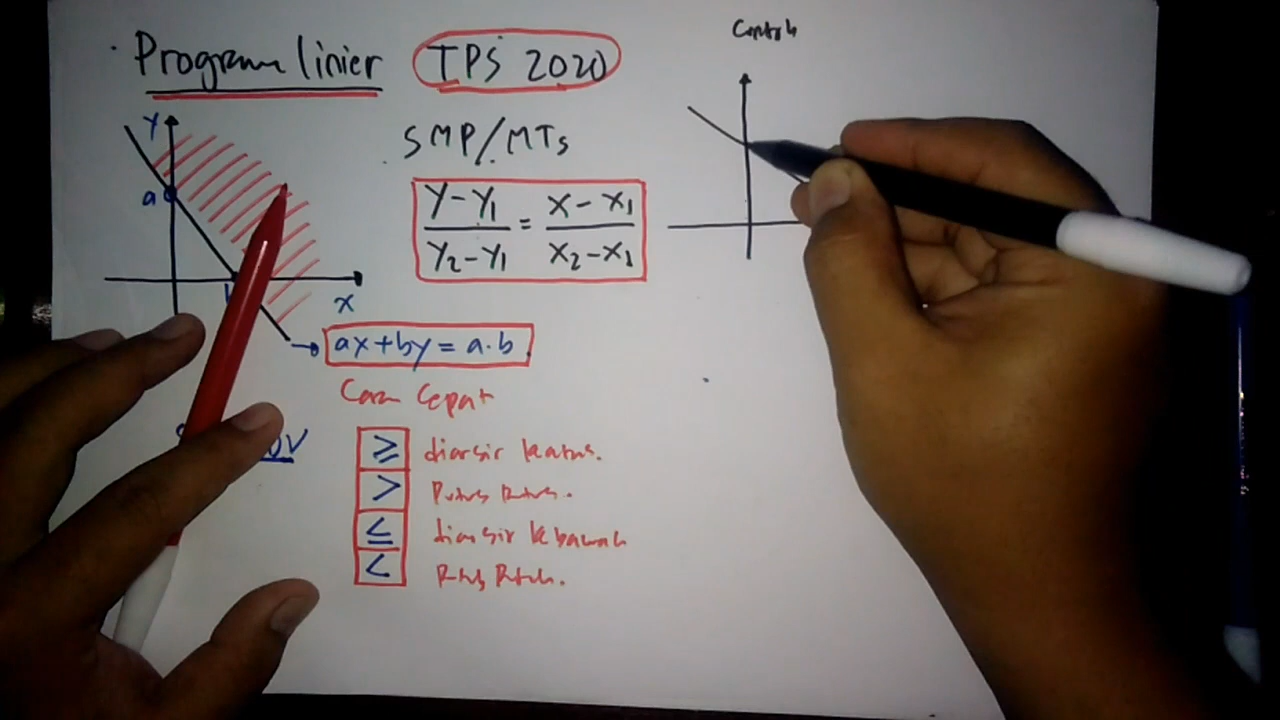 Program linier TPS 2020
Contoh
SMP/MTs
Y
a
x
Y-Y1 / Y2-Y1 = x-x1 / x2-x1
ax+by = a.b
Cara Cepat
≥ diarsir keatas.
> Putus Putus.
≤ diarsir kebawah
< Putus Putus.